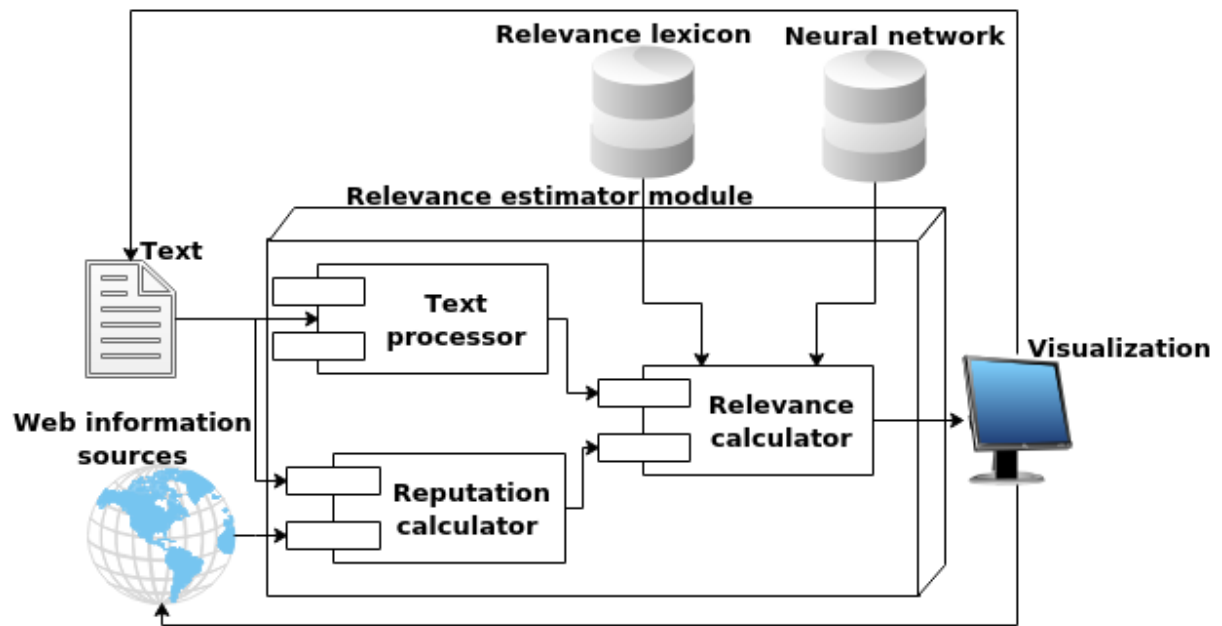 Relevance lexicon
Neural network
Relevance estimator module
Text
Text
processor
Visualization
Relevance
calculator
Web information
sources
Reputation
calculator